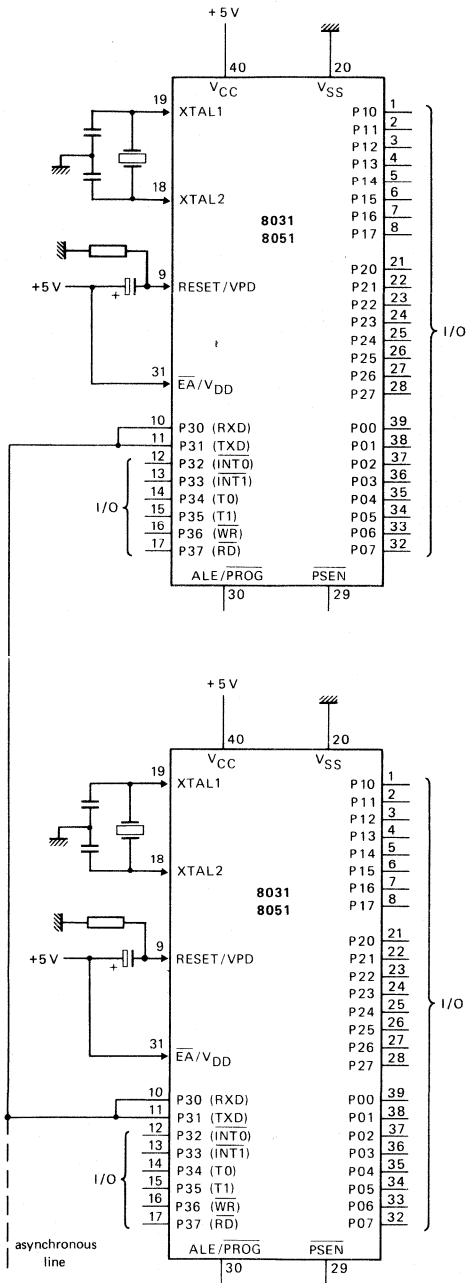 +5V
40 20
VCC VSS
19 XTAL1 P10 1
P11 2
P12 3
P13 4
P14 5
18 XTAL2 P15 6
P16 7
8031 P17 8
8051
P20 21
9 RESET/VPD P21 22
+5V + P22 23
P23 24
P24 25
I/O
P25 26
P26 27
31 EA/VDD P27 28
10 P30 (RXD) P00 39
11 P31 (TXD) P01 38
12 P32 (INT0) P02 37
13 P33 (INT1) P03 36
I/O 14 P34 (T0) P04 35
15 P35 (T1) P05 34
16 P36 (WR) P06 33
17 P37 (RD) P07 32
ALE/PROG PSEN
30 29
+5V
40 20
VCC VSS
19 XTAL1 P10 1
P11 2
P12 3
P13 4
P14 5
18 XTAL2 P15 6
P16 7
8031 P17 8
8051
P20 21
9 RESET/VPD P21 22
+5V + P22 23
P23 24
P24 25
I/O
P25 26
P26 27
31 EA/VDD P27 28
10 P30 (RXD) P00 39
11 P31 (TXD) P01 38
12 P32 (INT0) P02 37
13 P33 (INT1) P03 36
I/O 14 P34 (T0) P04 35
15 P35 (T1) P05 34
16 P36 (WR) P06 33
17 P37 (RD) P07 32
asynchronous
line
ALE/PROG PSEN
30 29